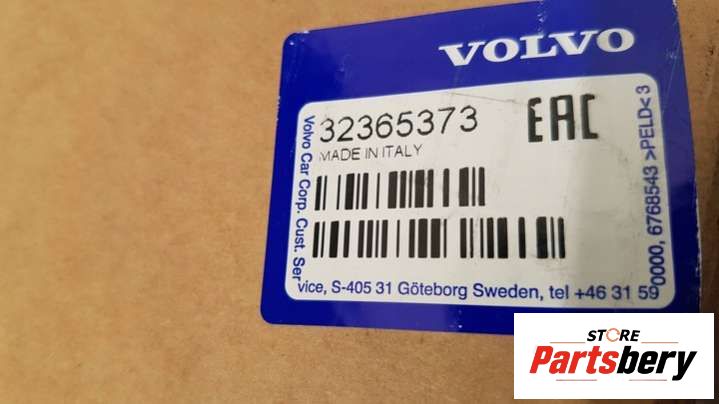 VOLVO
32365373
EAC
MADE IN ITALY
Volvo Car Corp. Cust. Ser
vice, S-405 31 Göteborg Sweden, tel +46 31 59
0000, 6768543 >PELD< 3
STORE
Partsbery